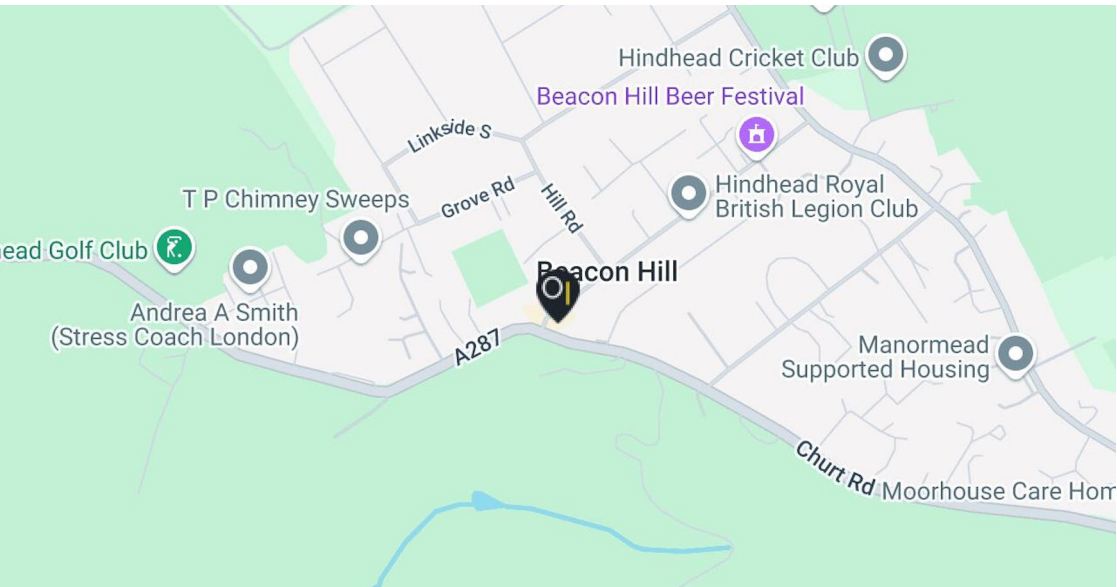 Hindhead Cricket Club
Beacon Hill Beer Festival
Linkside S
T P Chimney Sweeps
Grove Rd
Hill Rd
Hindhead Royal
British Legion Club
ead Golf Club
Beacon Hill
Andrea A Smith
(Stress Coach London)
A287
Manormead
Supported Housing
Churt Rd
Moorhouse Care Hom